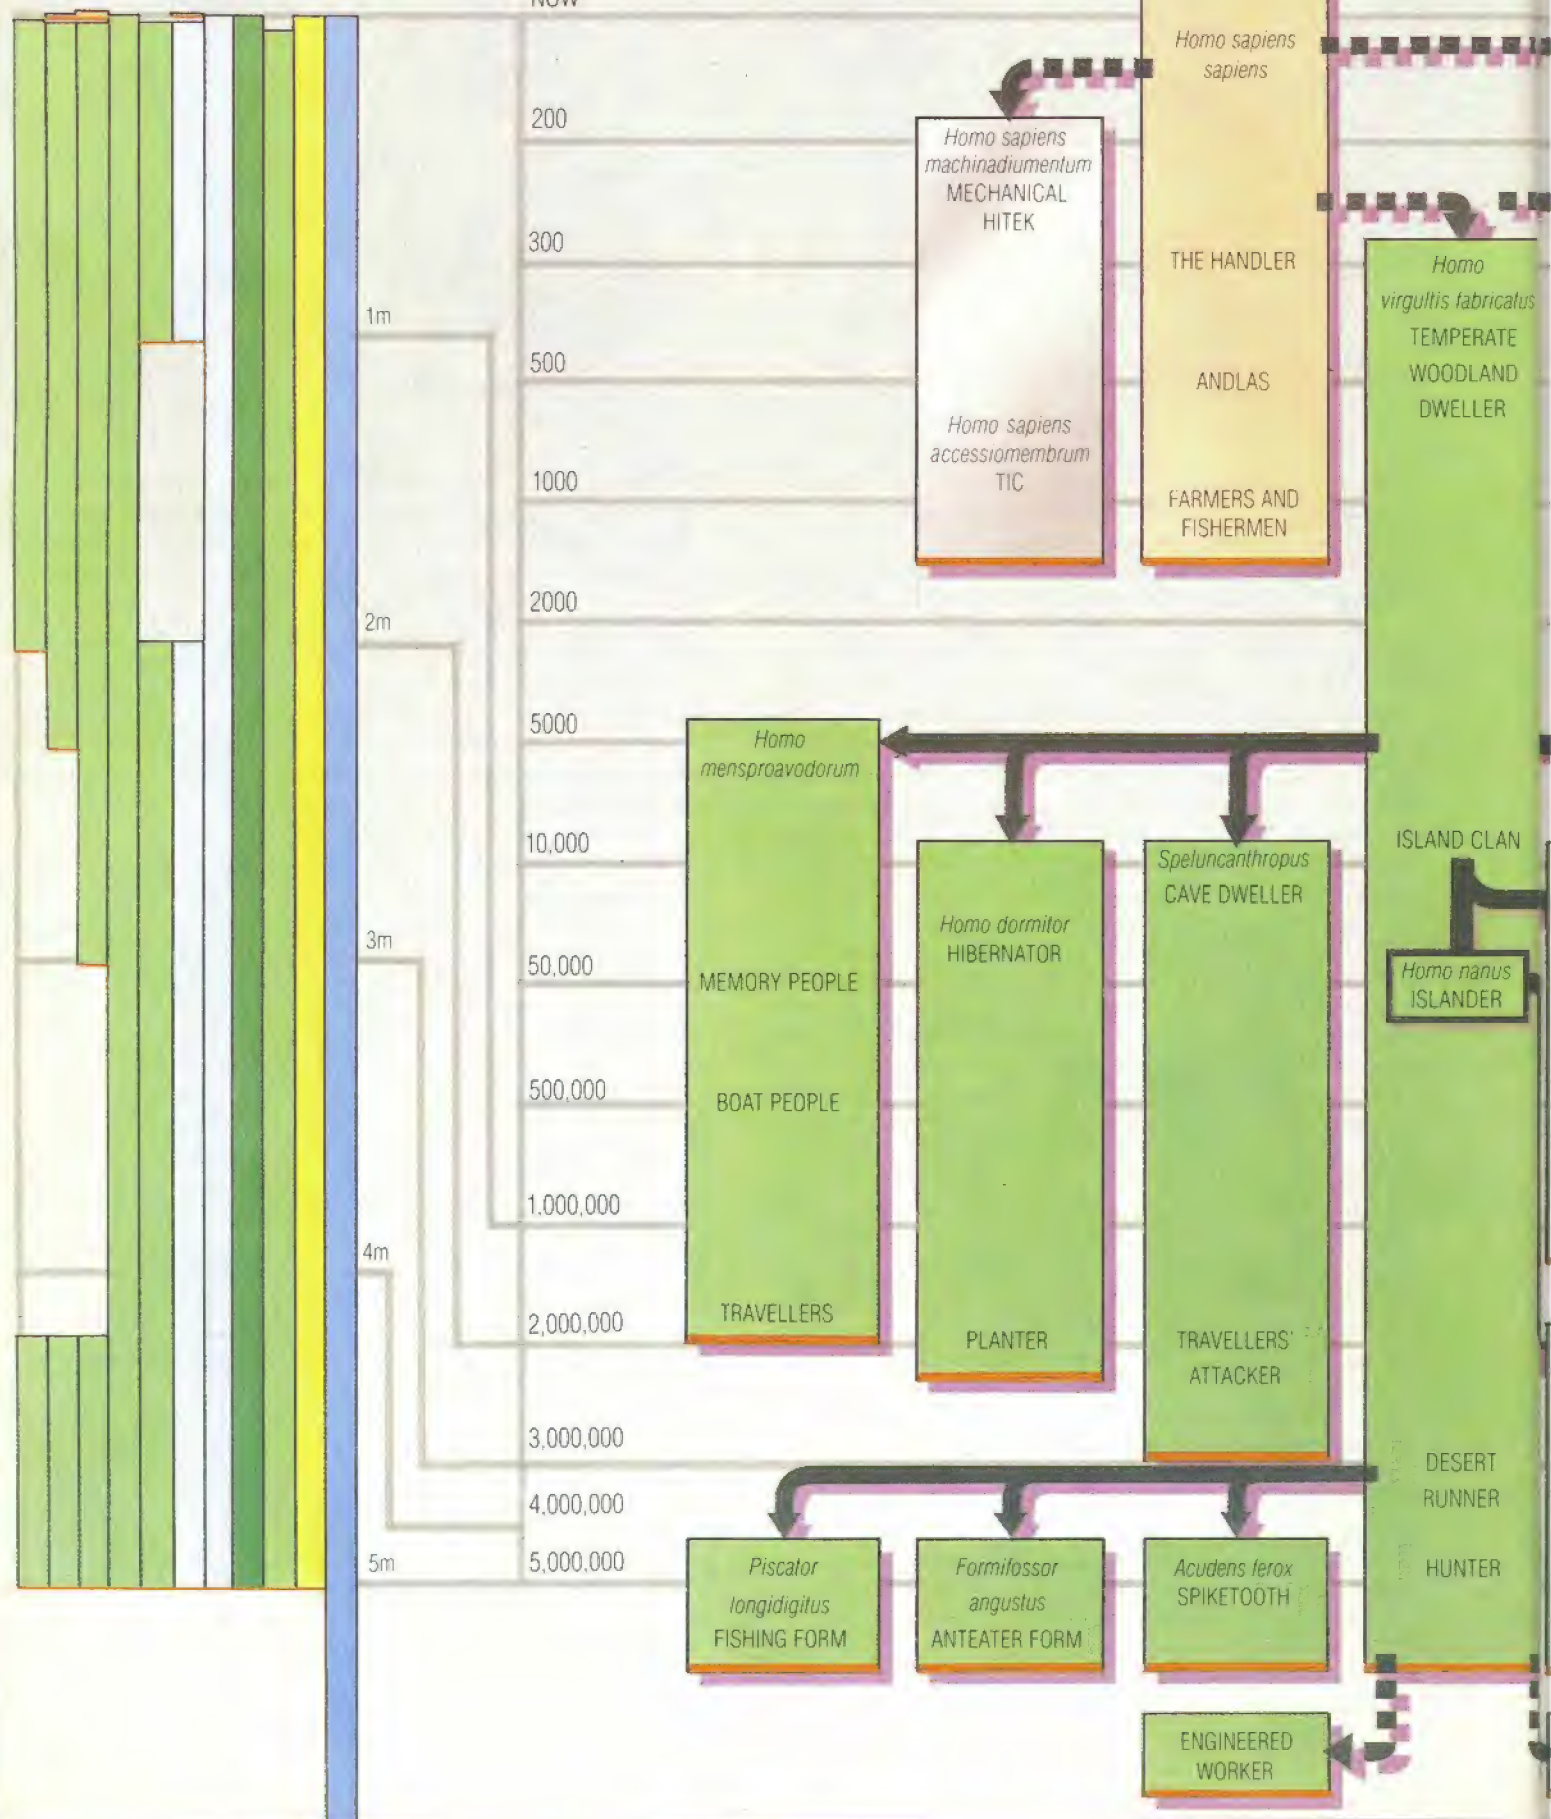 NOW
Homo sapiens
sapiens
200
Homo sapiens
machinadiumentum
MECHANICAL
HITEK
300
THE HANDLER
Homo
virgultis fabricatus
TEMPERATE
WOODLAND
DWELLER
1m
500
ANDLAS
Homo sapiens
accessiomembrum
TIC
1000
FARMERS AND
FISHERMEN
2000
2m
5000
Homo
mensproavodorum
10,000
ISLAND CLAN
Speluncanthropus
CAVE DWELLER
Homo dormitor
HIBERNATOR
3m
50,000
MEMORY PEOPLE
Homo nanus
ISLANDER
500,000
BOAT PEOPLE
1.000,000
4m
TRAVELLERS
2,000,000
PLANTER
TRAVELLERS'
ATTACKER
3,000,000
DESERT
RUNNER
4,000,000
5m
5,000,000
Piscator
longidigitus
FISHING FORM
Formifossor
angustus
ANTEATER FORM
Acudens ferox
SPIKETOOTH
HUNTER
ENGINEERED
WORKER